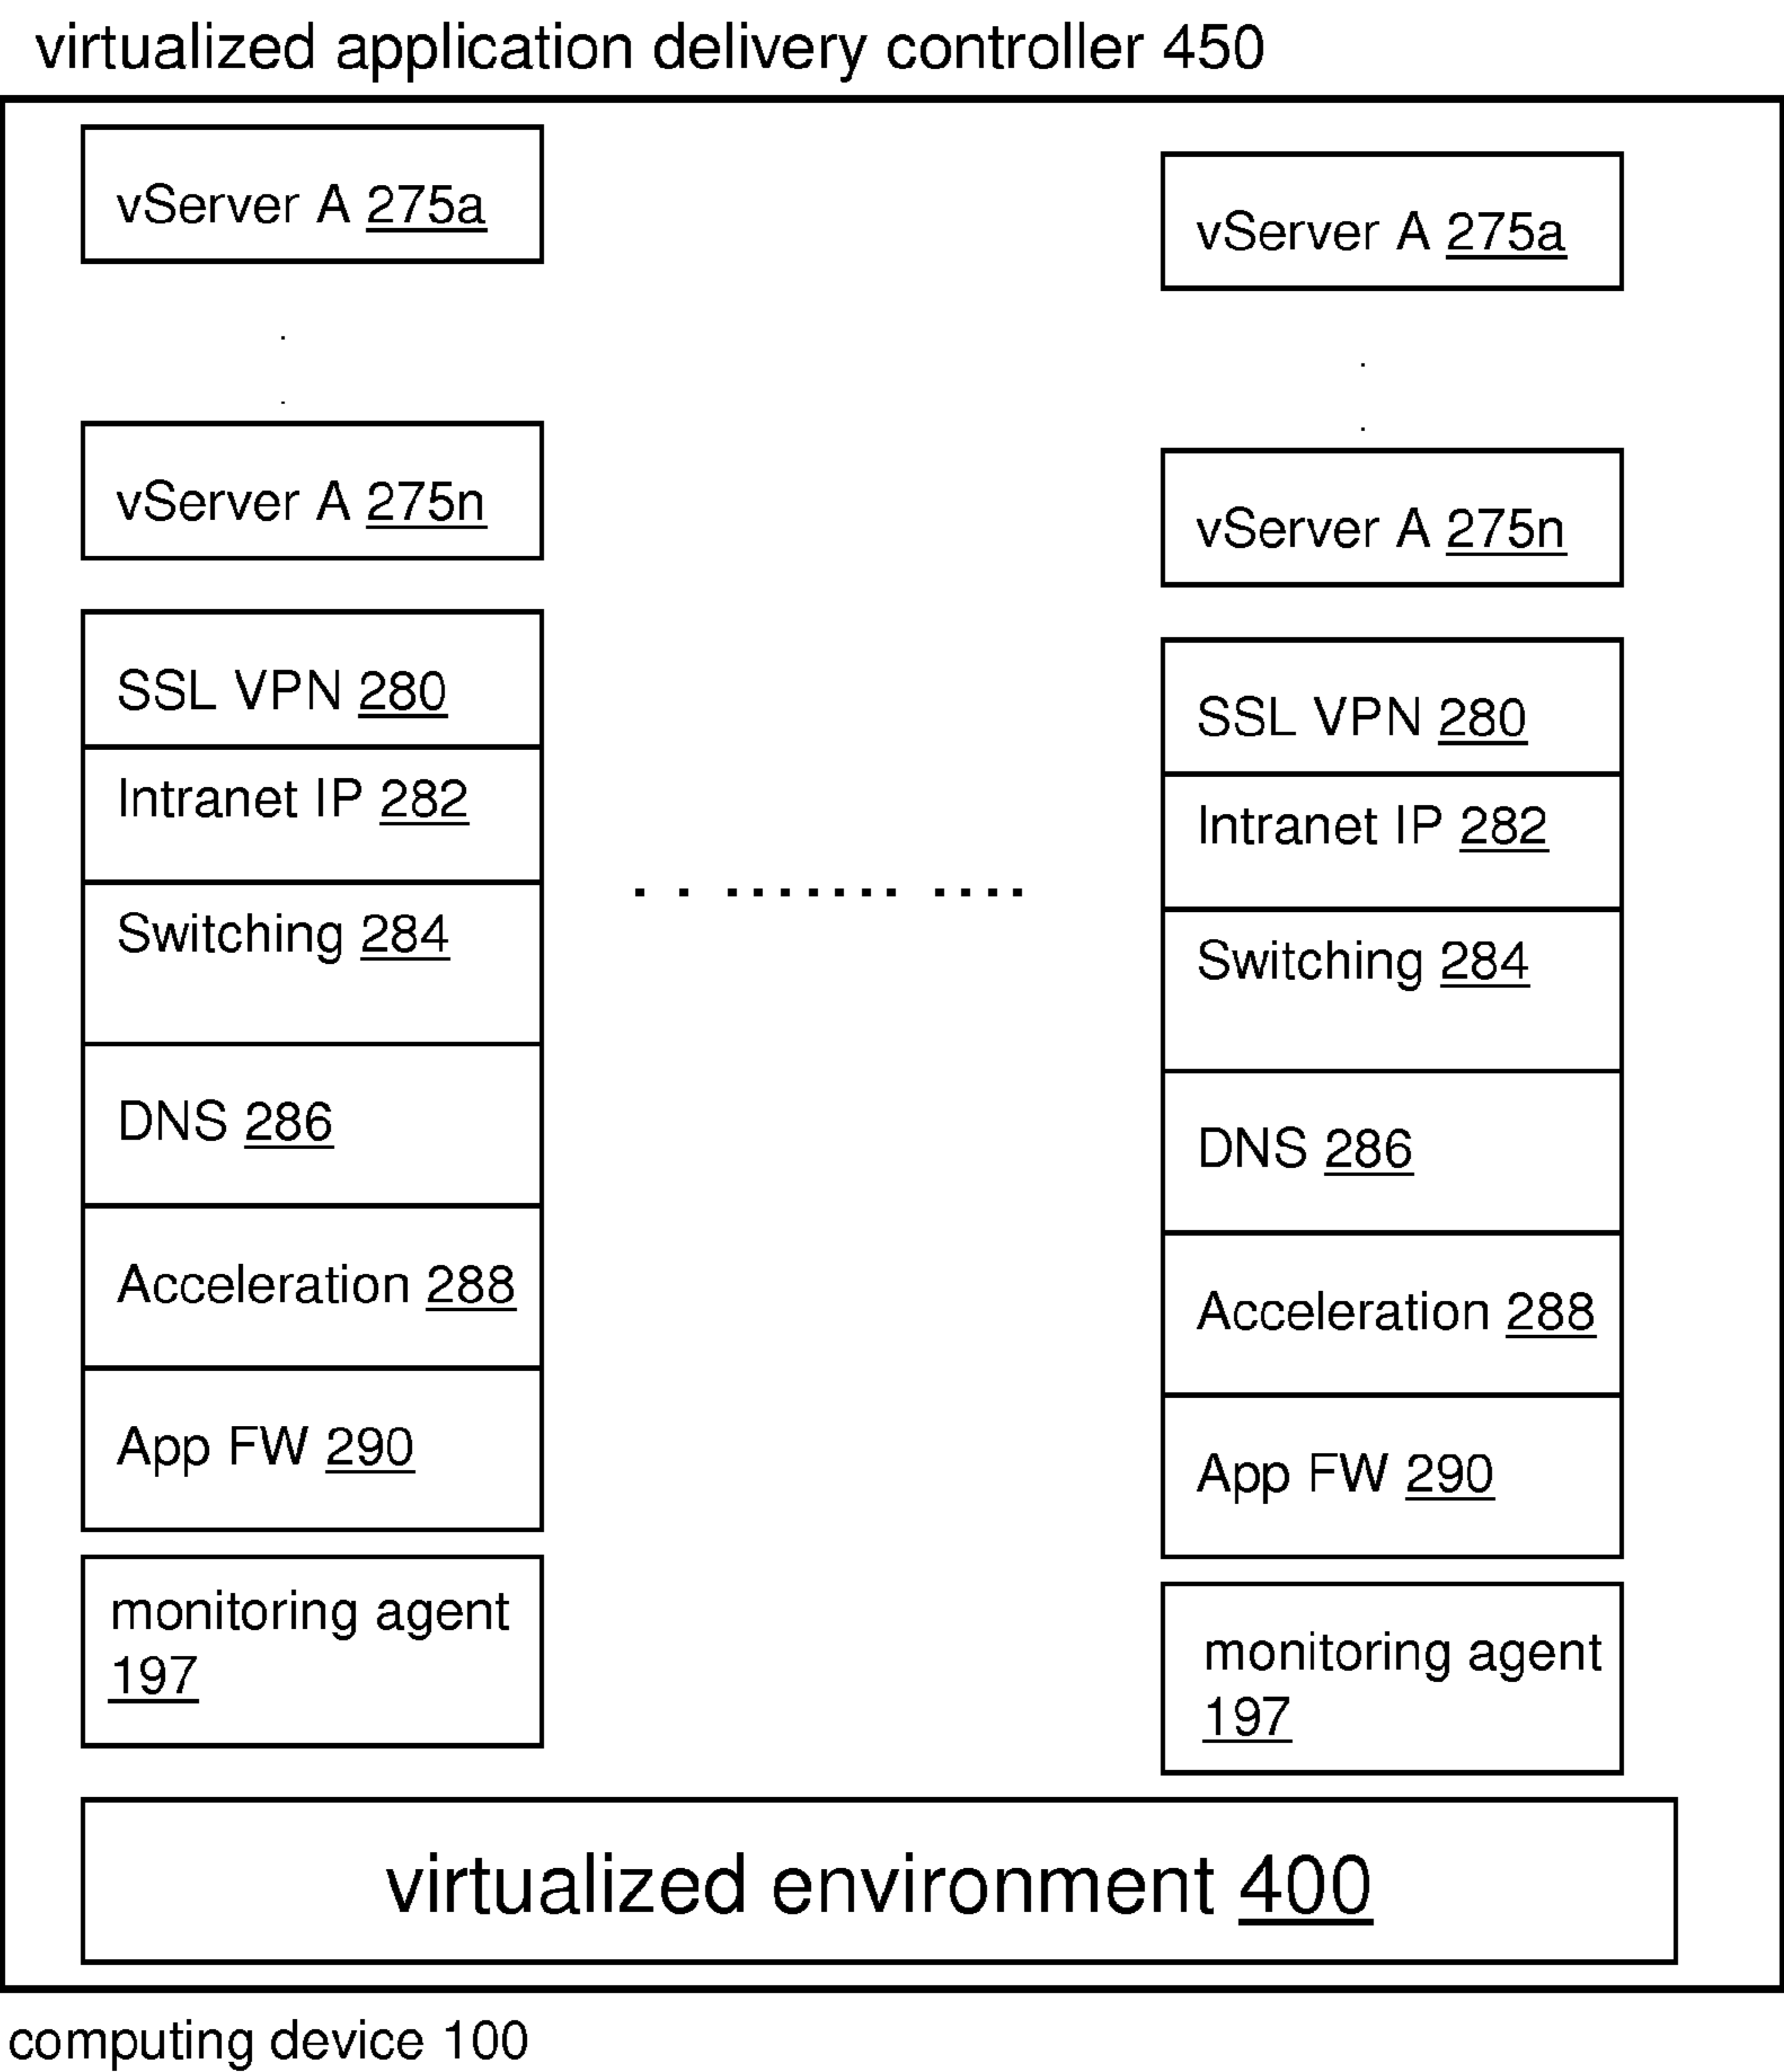 virtualized application delivery controller 450
vServer A 275a
vServer A 275n
SSL VPN 280
Intranet IP 282
Switching 284
DNS 286
Acceleration 288
App FW 290
monitoring agent
197
vServer A 275a
vServer A 275n
SSL VPN 280
Intranet IP 282
Switching 284
DNS 286
Acceleration 288
App FW 290
monitoring agent
197
virtualized environment 400
computing device 100